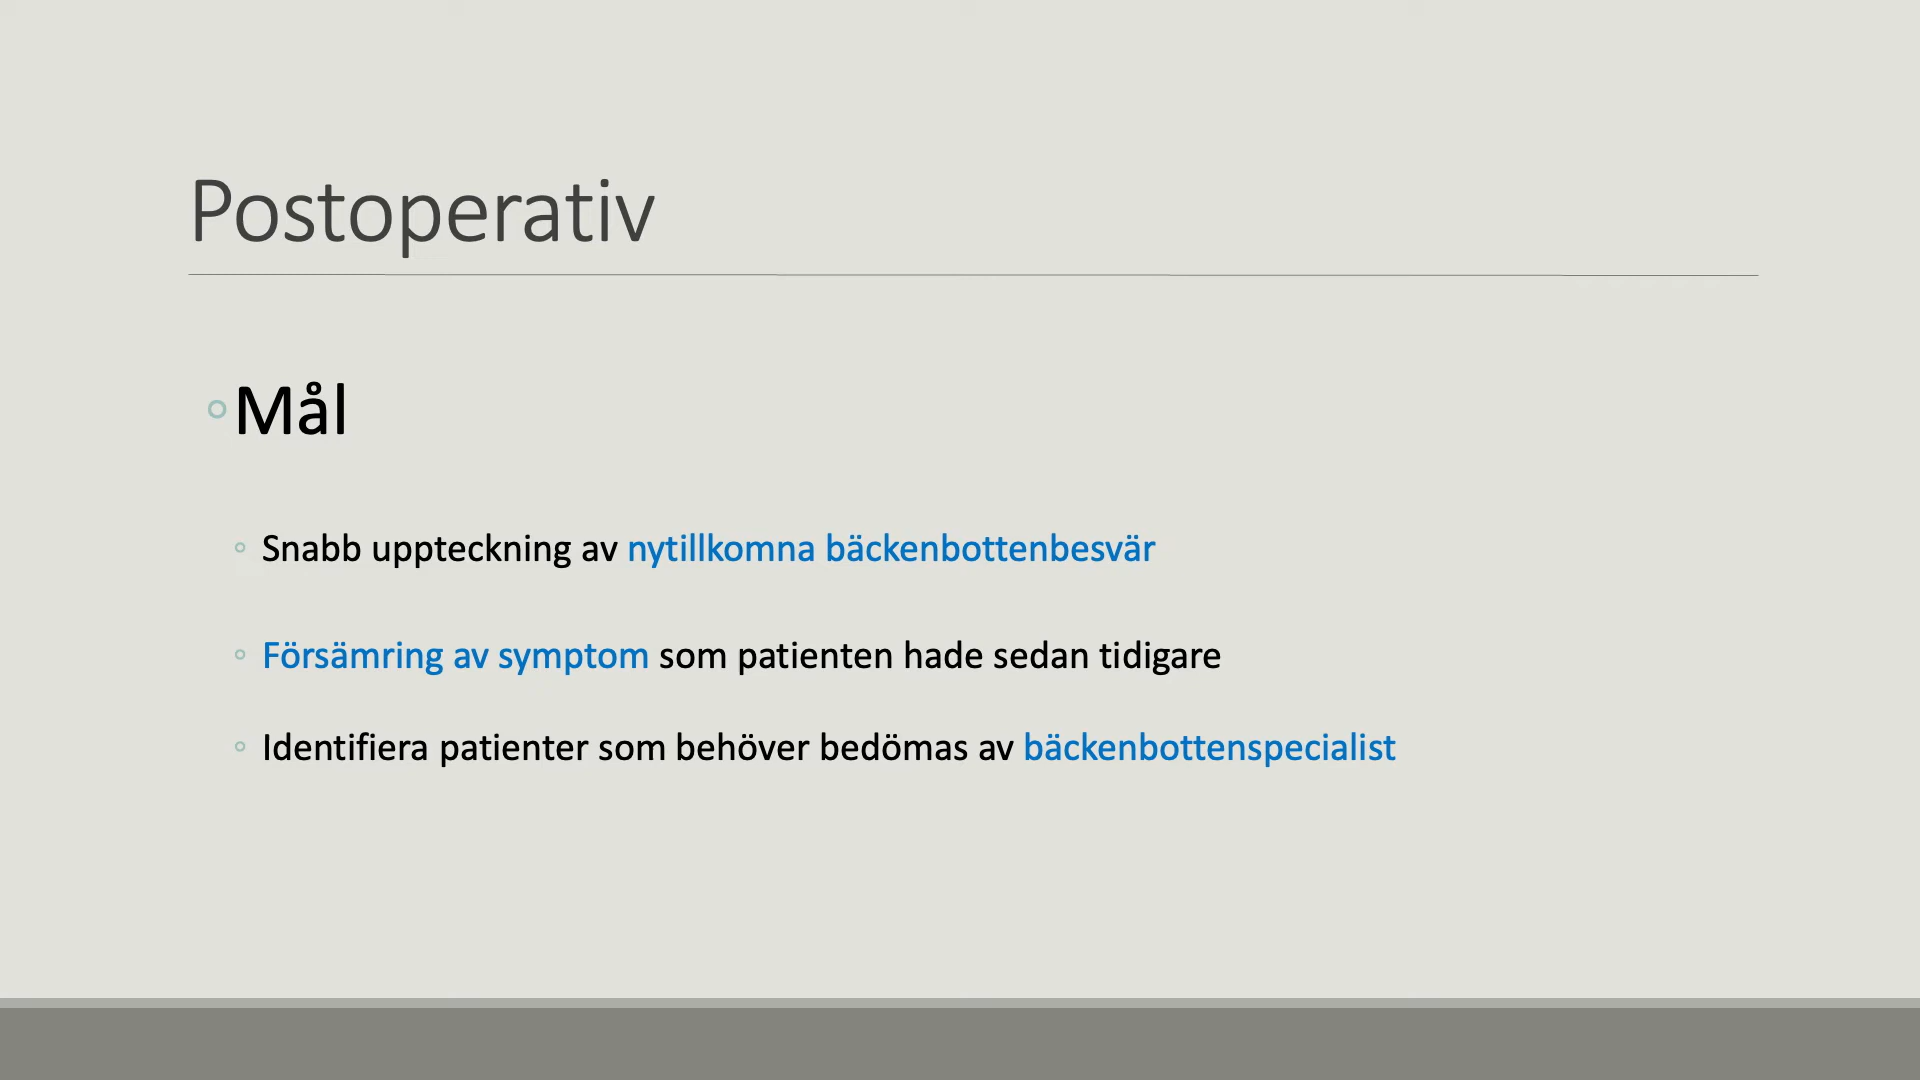 Postoperativ
Mål
Snabb uppteckning av nytillkomna bäckenbottenbesvär
Försämring av symptom som patienten hade sedan tidigare
Identifiera patienter som behöver bedömas av bäckenbottenspecialist